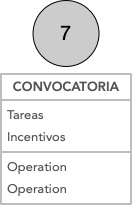 7
CONVOCATORIA
Tareas
Incentivos
Operation
Operation